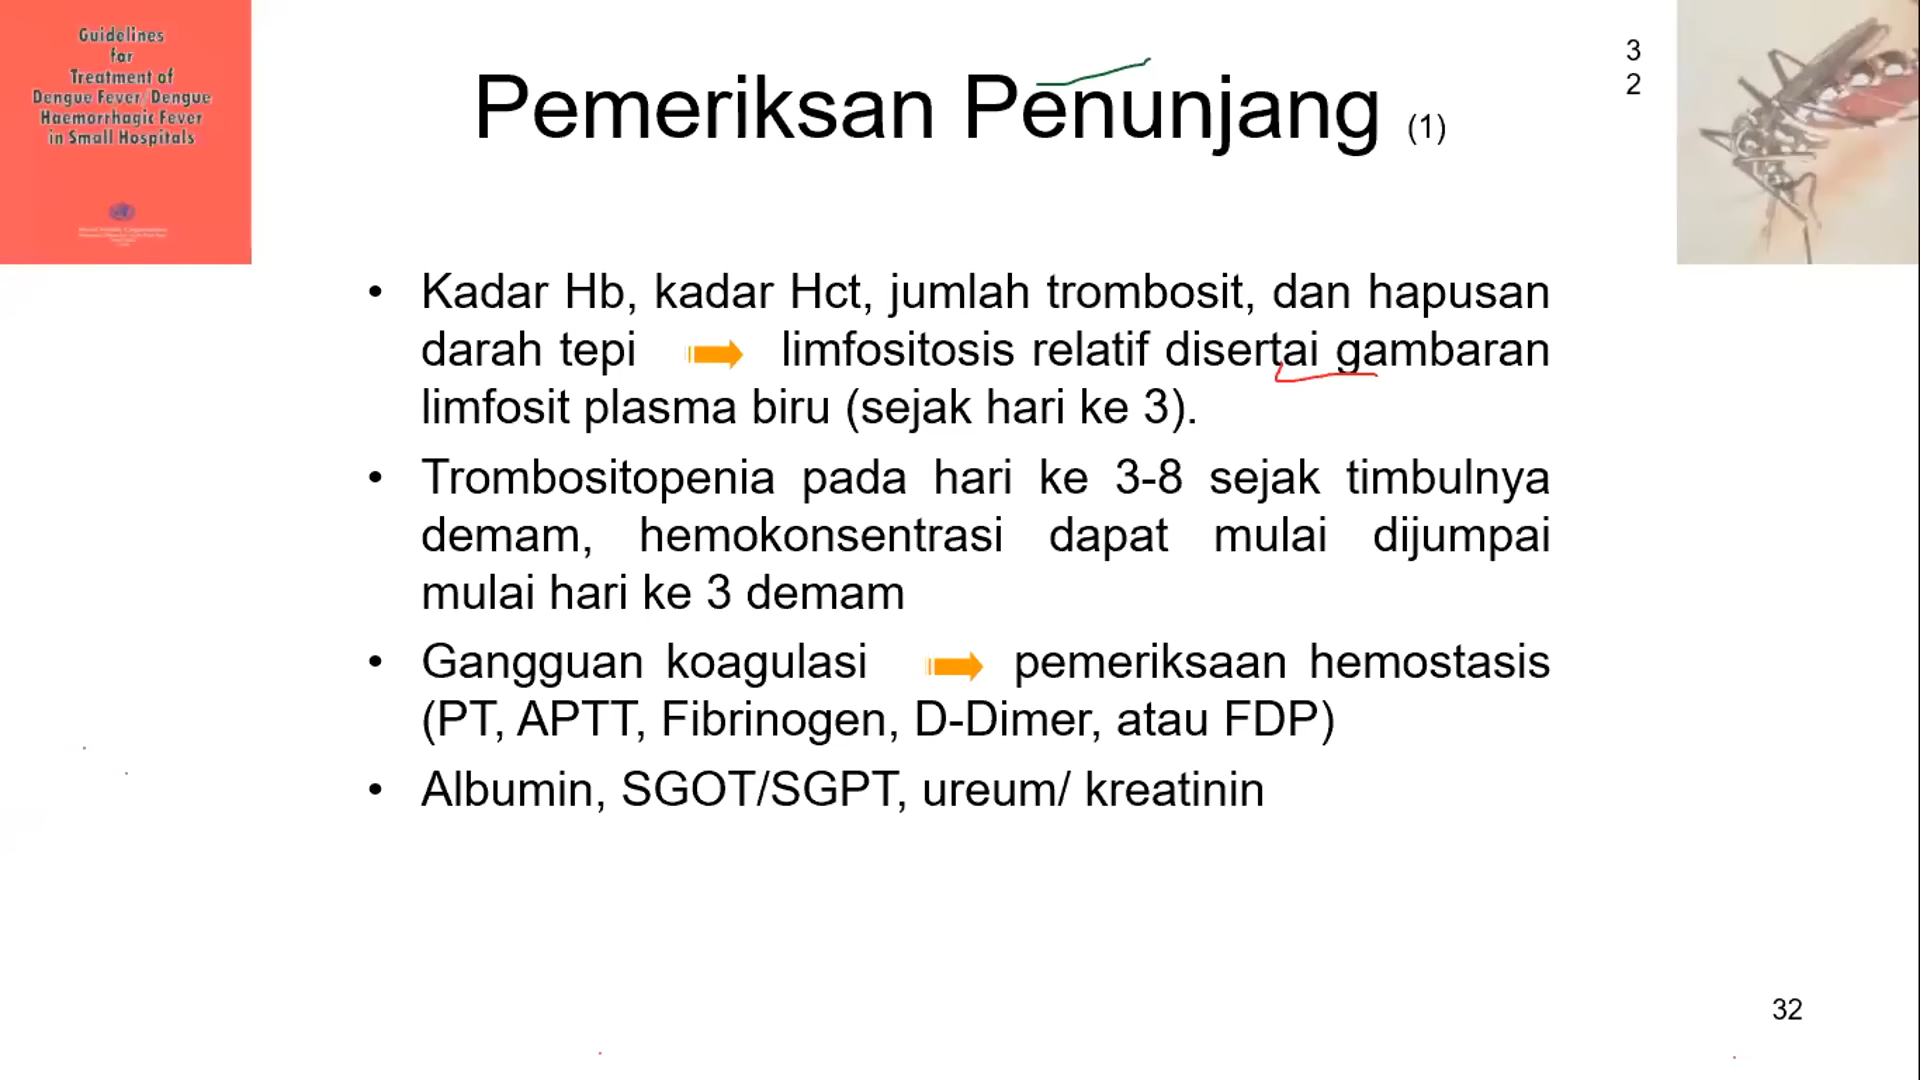 Guidelines
for
Treatment of
Dengue Fever/Dengue
Haemorrhagic Fever
in Small Hospitals
Pemeriksan Penunjang (1)
3
2
• Kadar Hb, kadar Hct, jumlah trombosit, dan hapusan
darah tepi limfositosis relatif disertai gambaran
limfosit plasma biru (sejak hari ke 3).
• Trombositopenia pada hari ke 3-8 sejak timbulnya
demam, hemokonsentrasi dapat mulai dijumpai
mulai hari ke 3 demam
• Gangguan koagulasi pemeriksaan hemostasis
(PT, APTT, Fibrinogen, D-Dimer, atau FDP)
• Albumin, SGOT/SGPT, ureum/ kreatinin
32